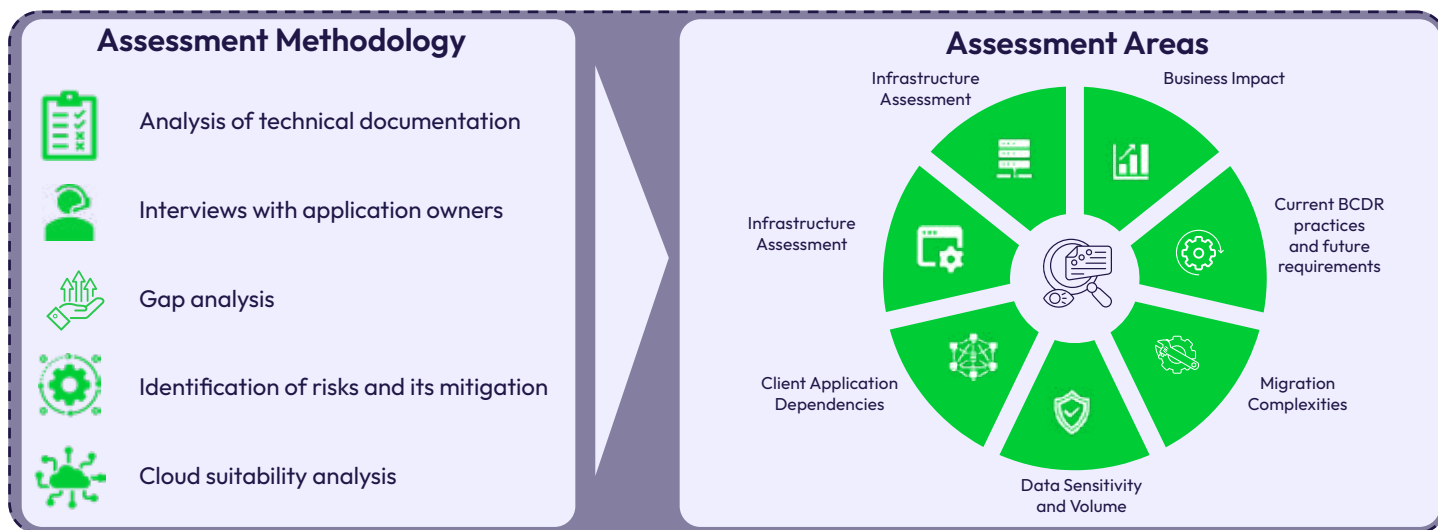 Assessment Methodology
Analysis of technical documentation
Interviews with application owners
Gap analysis
Identification of risks and its mitigation
Cloud suitability analysis
Assessment Areas
Infrastructure
Assessment
Business Impact
Current BCDR
practices
and future
requirements
Migration
Complexities
Data Sensitivity
and Volume
Client Application
Dependencies
Infrastructure
Assessment